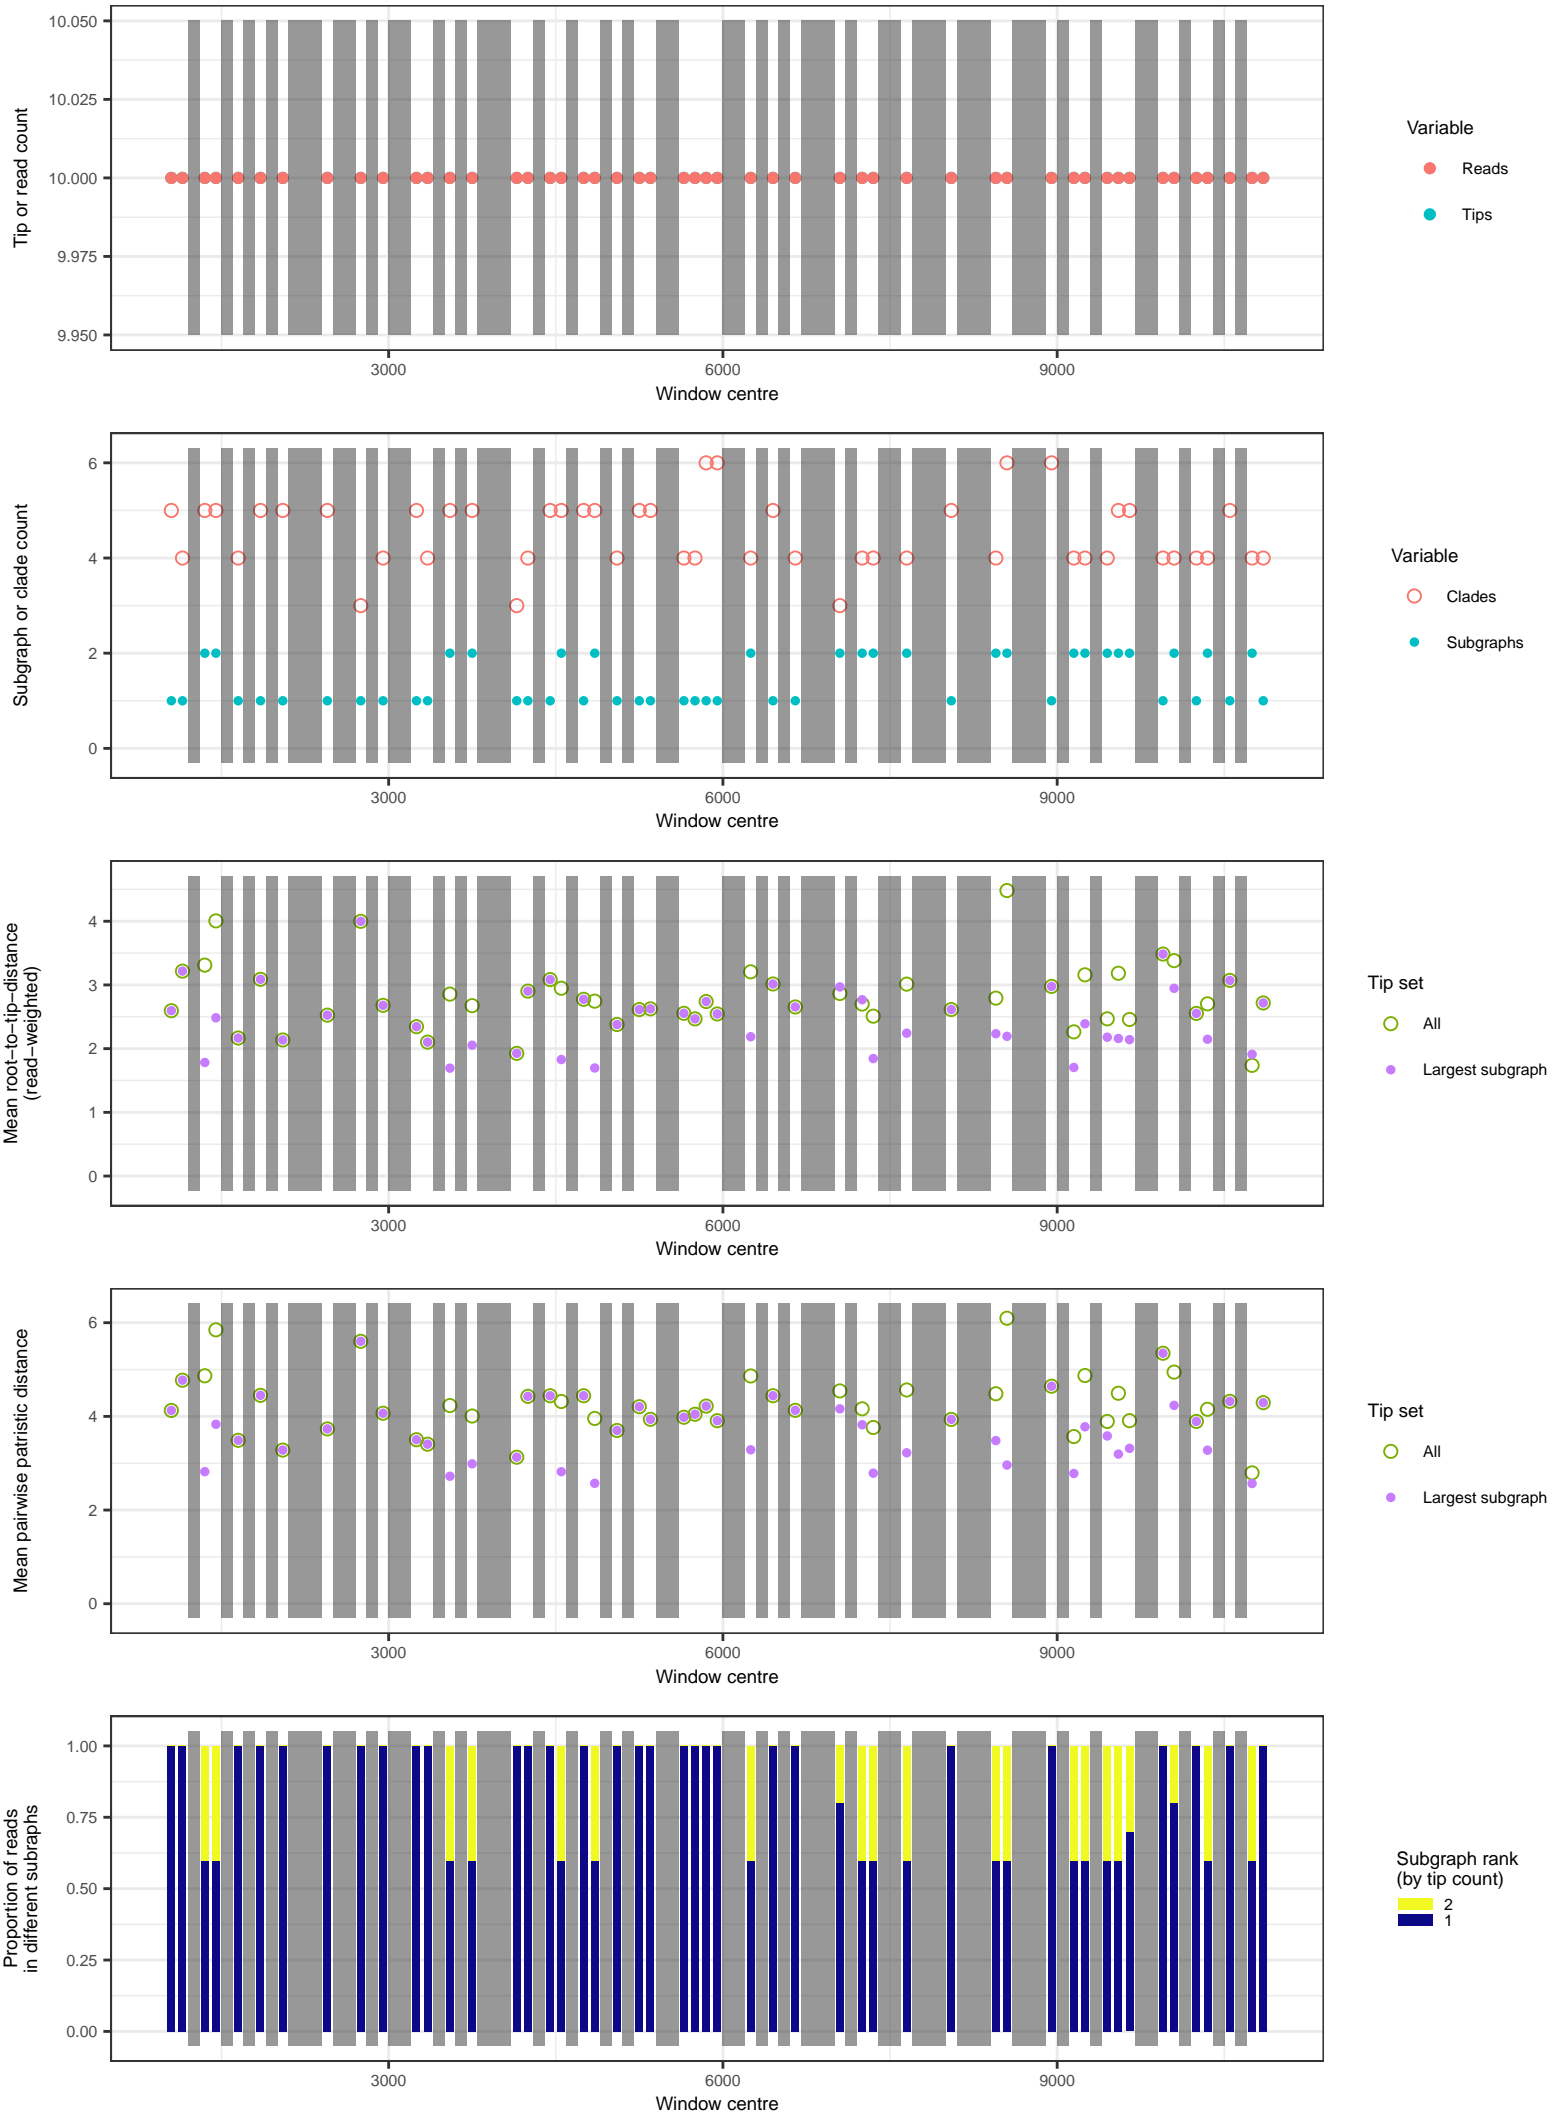 10.050
10.025
10.000
9.975
9.950
Tip or read count
3000
6000
9000
Window centre
Variable
Reads
Tips
6
4
2
0
Subgraph or clade count
3000
6000
9000
Window centre
Variable
Clades
Subgraphs
4
3
2
1
0
Mean root−to−tip−distance
(read−weighted)
3000
6000
9000
Window centre
Tip set
All
Largest subgraph
6
4
2
0
Mean pairwise patristic distance
3000
6000
9000
Window centre
Tip set
All
Largest subgraph
1.00
0.75
0.50
0.25
0.00
Proportion of reads
in different subraphs
3000
6000
9000
Window centre
Subgraph rank
(by tip count)
2
1